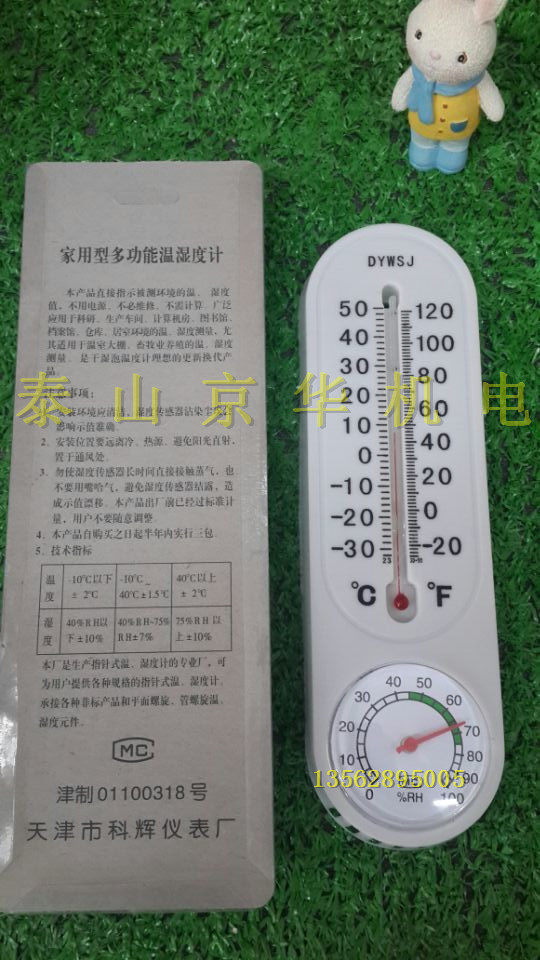 家用型多功能温湿度计
本产品直接指示被测环境的温、湿度
值，不用电源、不必维修、不需计算。广泛
应用于科研、生产车间、计算机房、图书馆、
档案馆、仓库、居室环境的温、湿度测量，尤
其适用于温室大棚、畜牧业养殖的温、湿度
测量。是干湿泡温度计理想的更新换代产
品。
注意事项：
泰山京华机电
影响示值准确。
2．安装位置要远离冷、热源，避免阳光直射，
置于通风处。
3．勿使湿度传感器长时间直接接触蒸气，也
不要用嘴哈气，避免湿度传感器结露，造
成示值漂移。本产品出厂前已经过标准计
量，用户不要随意调整。
4．本产品自购买之日起半年内实行三包。
5．技术指标
温度 -10℃以下 ± 2℃ -10℃~40℃±1.5℃ 40℃以上 ± 2℃
湿度 40%RH以下±10% 40%RH~75%RH±7% 75%RH以上±10%
本厂是生产指针式温、湿度计的专业厂，可
为用户提供各种规格的指针式温、湿度计。
承接各种非标产品和平面螺旋、管螺旋温、
湿度元件。
MC
津制01100318号
天津市科辉仪表厂
DYWSJ
50 120
40 100
30 80
20 60
10 40
0 20
-10 0
-20 -20
-30
℃ °F
0 10 20 30 40 50 60 70 80 90 100
%RH
13562895005